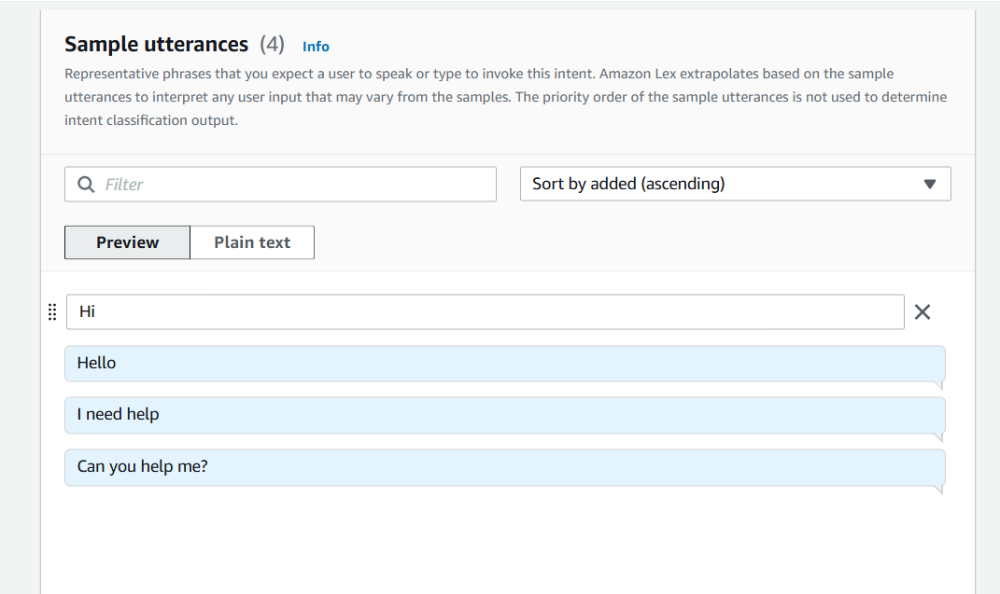 Sample utterances (4) Info
Representative phrases that you expect a user to speak or type to invoke this intent. Amazon Lex extrapolates based on the sample
utterances to interpret any user input that may vary from the samples. The priority order of the sample utterances is not used to determine
intent classification output.
Filter
Sort by added (ascending)
Preview
Plain text
Hi
Hello
I need help
Can you help me?